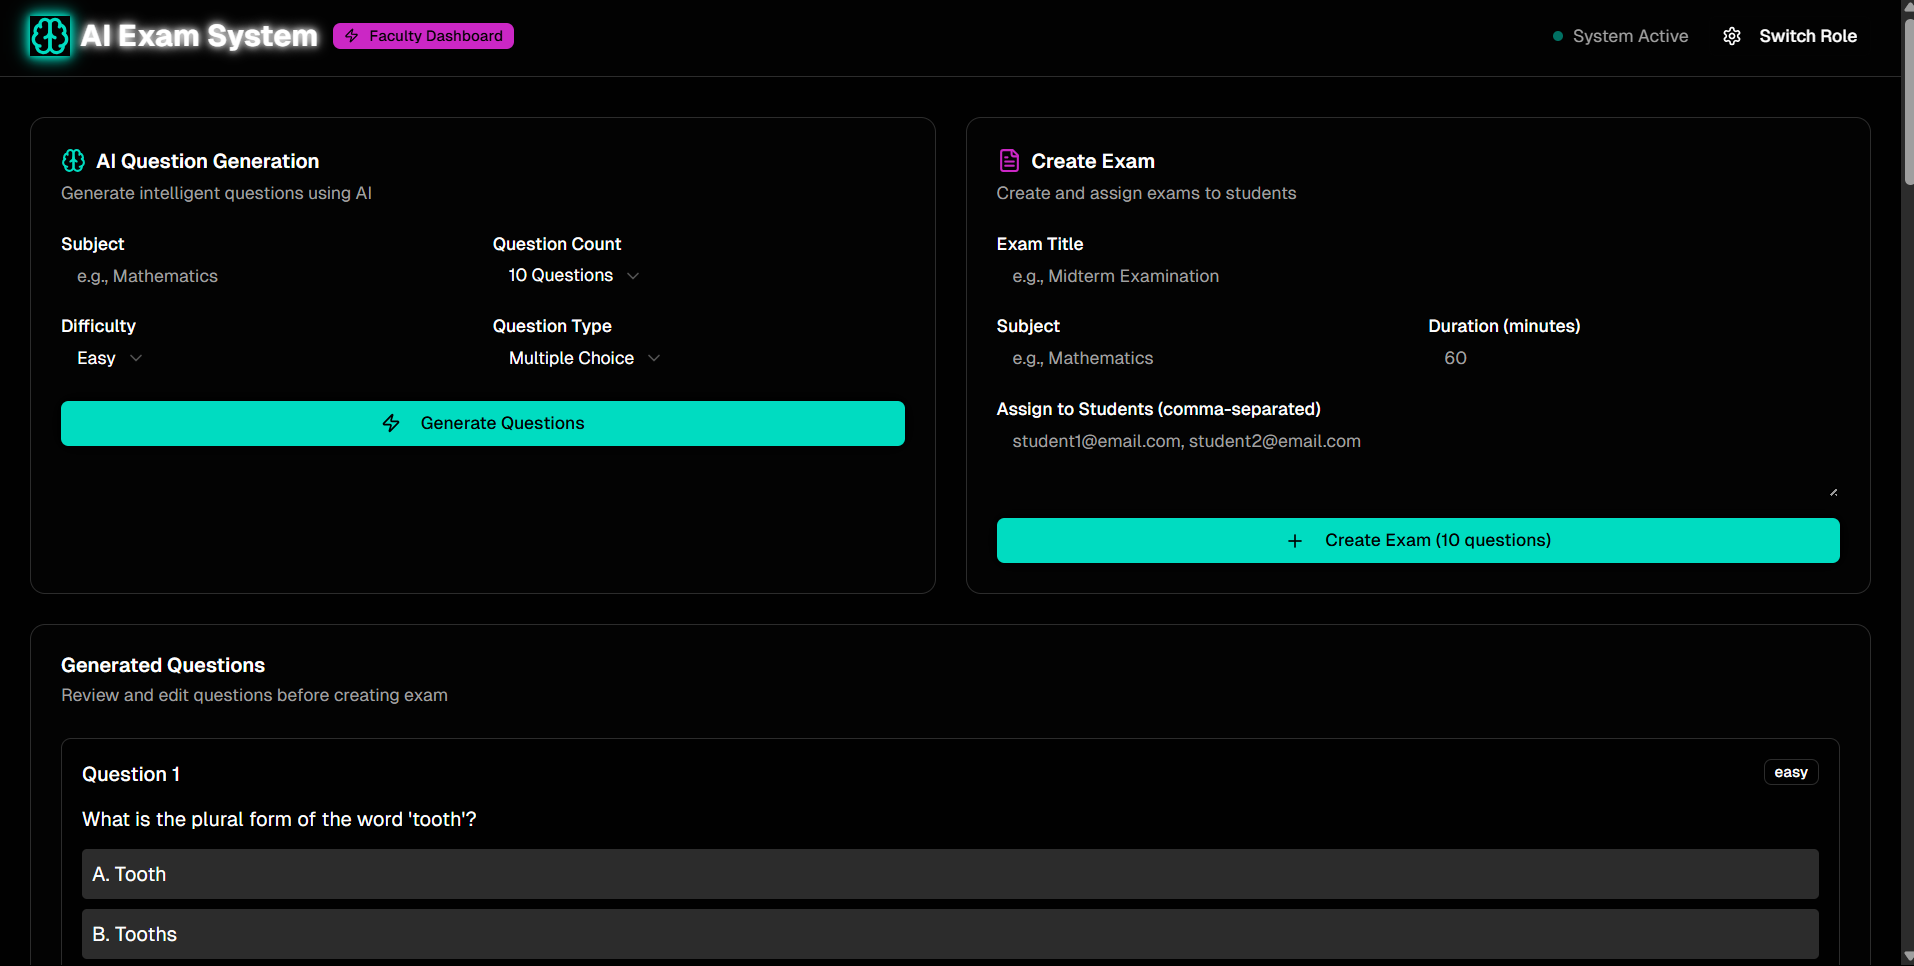 AI Exam System
Faculty Dashboard
System Active
Switch Role
AI Question Generation
Generate intelligent questions using AI
Subject
Question Count
e.g., Mathematics
10 Questions
Difficulty
Question Type
Easy
Multiple Choice
Generate Questions
Create Exam
Create and assign exams to students
Exam Title
e.g., Midterm Examination
Subject
Duration (minutes)
e.g., Mathematics
60
Assign to Students (comma-separated)
student1@email.com, student2@email.com
Create Exam (10 questions)
Generated Questions
Review and edit questions before creating exam
Question 1
easy
What is the plural form of the word 'tooth'?
A. Tooth
B. Tooths